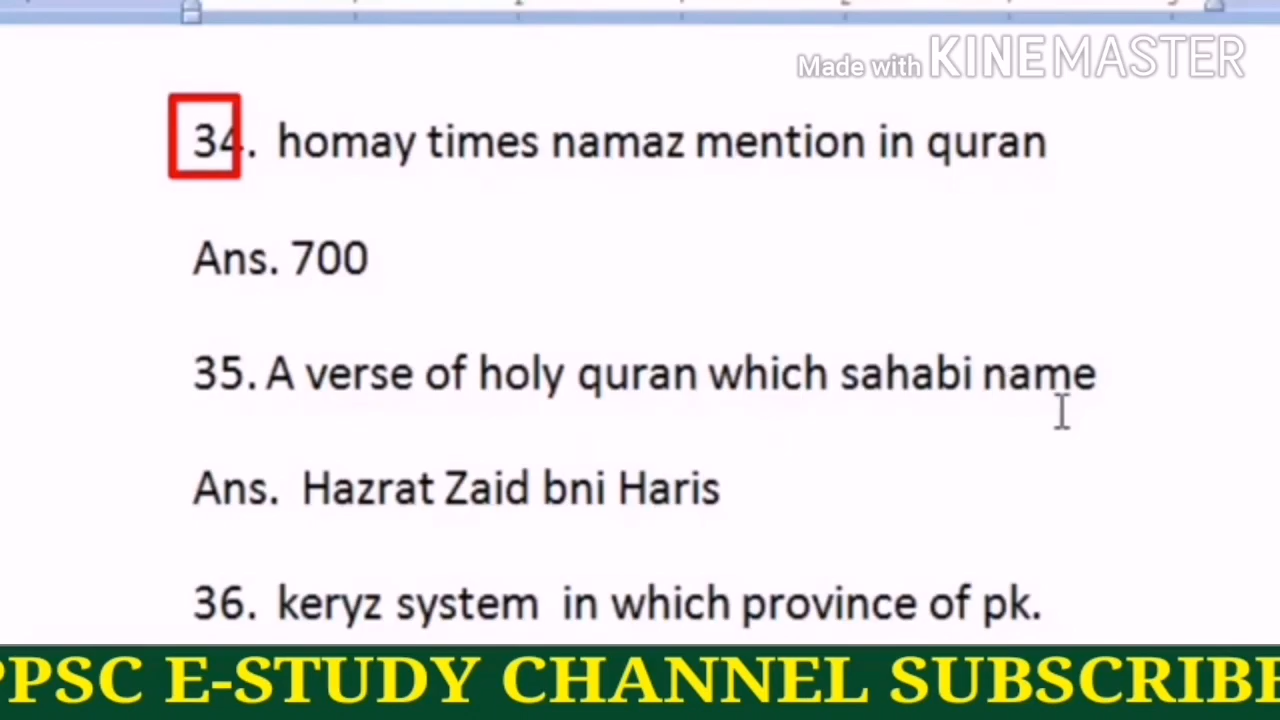 Made with KINEMASTER
34. homay times namaz mention in quran
Ans. 700
35. A verse of holy quran which sahabi name
Ans. Hazrat Zaid bni Haris
36. keryz system in which province of pk.
PPSC E-STUDY CHANNEL SUBSCRIBE